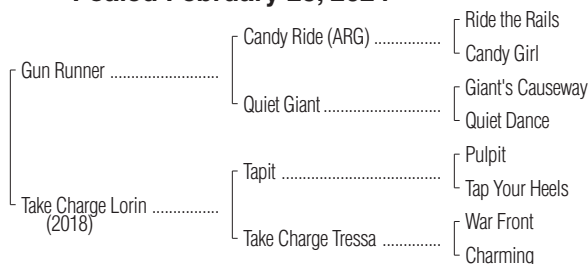 Foaled February 2024
Ride the Rails
Candy Ride (ARG) ................
Candy Girl
Gun Runner ..........................
Giant's Causeway
Quiet Giant ............................
Quiet Dance
Pulpit
Tapit ......................................
Tap Your Heels
Take Charge Lorin ................
(2018)
War Front
Take Charge Tressa ..............
Charming